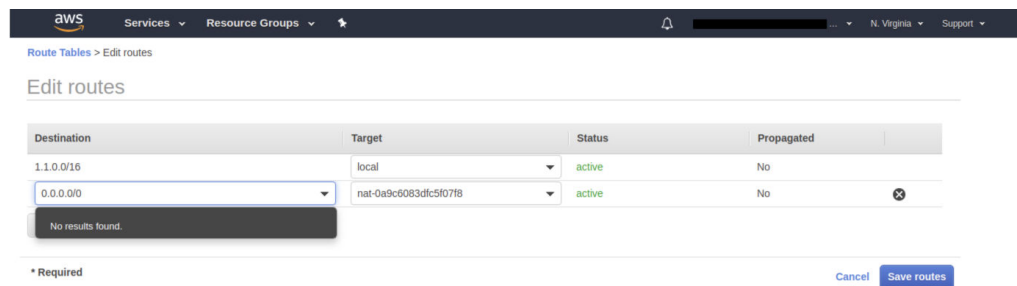 aws Services Resource Groups ... N. Virginia Support
Route Tables > Edit routes
Edit routes
Destination Target Status Propagated
1.1.0.0/16 local active No
0.0.0.0/0 nat-0a9c6083dfc5f07f8 active No
No results found.
* Required
Cancel Save routes